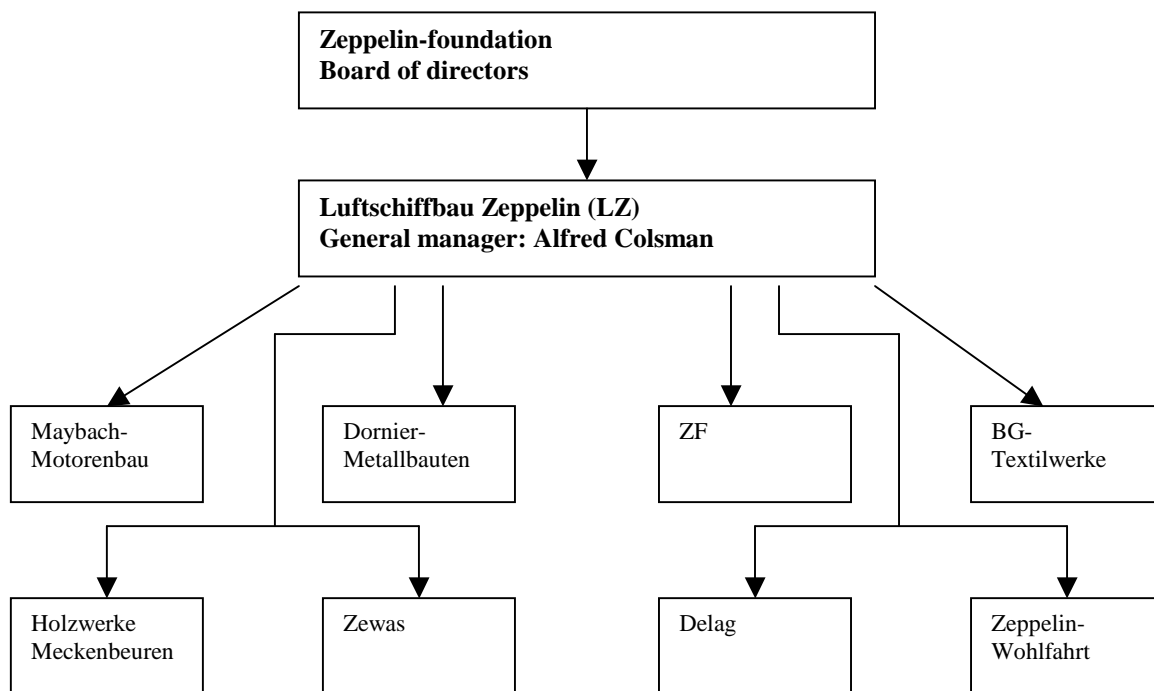 Zeppelin-foundation
Board of directors
Luftschiffbau Zeppelin (LZ)
General manager: Alfred Colsman
Maybach-
Motorenbau
Dornier-
Metallbauten
ZF
BG-
Textilwerke
Holzwerke
Meckenbeuren
Zewas
Delag
Zeppelin-
Wohlfahrt